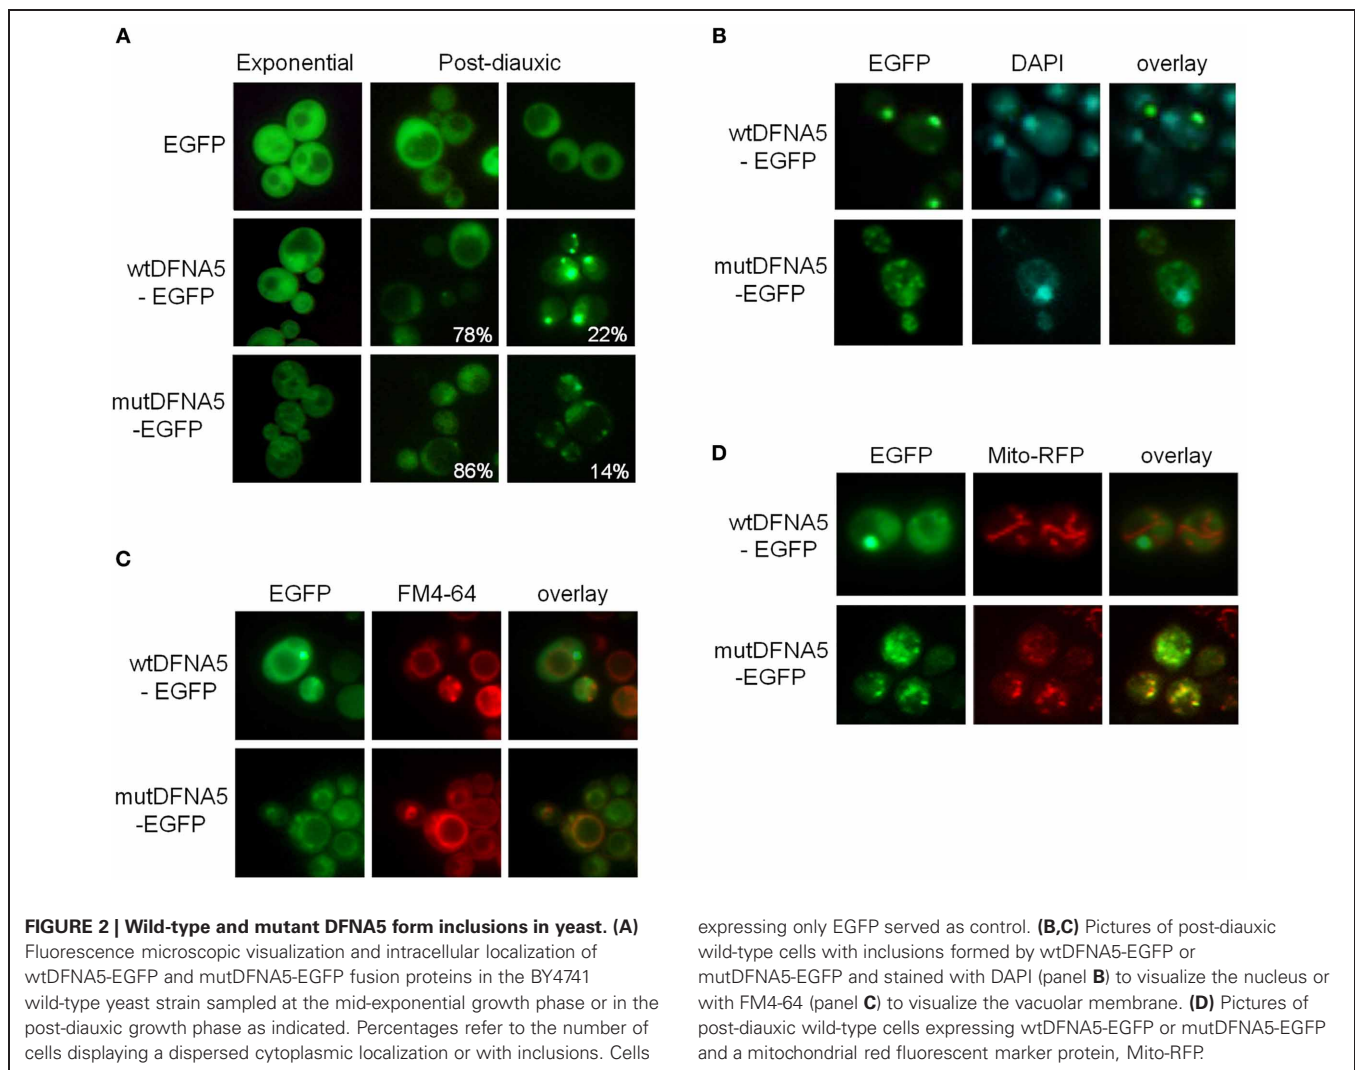 A
Exponential
Post-diauxic
EGFP
wtDFNA5
- EGFP
78%
22%
mutDFNA5
-EGFP
86%
14%
B
EGFP
DAPI
overlay
wtDFNA5
- EGFP
mutDFNA5
-EGFP
C
EGFP
FM4-64
overlay
wtDFNA5
- EGFP
mutDFNA5
-EGFP
D
EGFP
Mito-RFP
overlay
wtDFNA5
- EGFP
mutDFNA5
-EGFP
FIGURE 2 | Wild-type and mutant DFNA5 form inclusions in yeast. (A)
Fluorescence microscopic visualization and intracellular localization of
wtDFNA5-EGFP and mutDFNA5-EGFP fusion proteins in the BY4741
wild-type yeast strain sampled at the mid-exponential growth phase or in the
post-diauxic growth phase as indicated. Percentages refer to the number of
cells displaying a dispersed cytoplasmic localization or with inclusions. Cells
expressing only EGFP served as control. (B,C) Pictures of post-diauxic
wild-type cells with inclusions formed by wtDFNA5-EGFP or
mutDFNA5-EGFP and stained with DAPI (panel B) to visualize the nucleus or
with FM4-64 (panel C) to visualize the vacuolar membrane. (D) Pictures of
post-diauxic wild-type cells expressing wtDFNA5-EGFP or mutDFNA5-EGFP
and a mitochondrial red fluorescent marker protein, Mito-RFP.